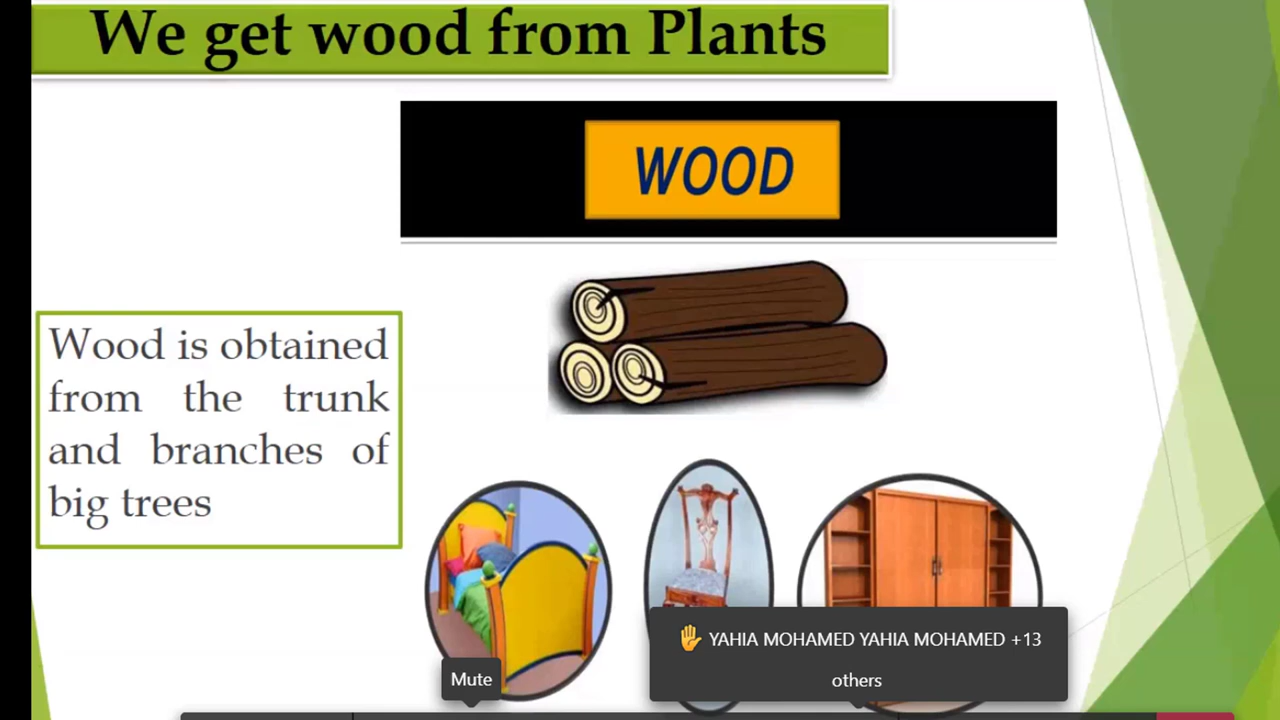 We get wood from Plants
WOOD
Wood is obtained
from the trunk
and branches of
big trees
YAHIA MOHAMED YAHIA MOHAMED +13
others
Mute